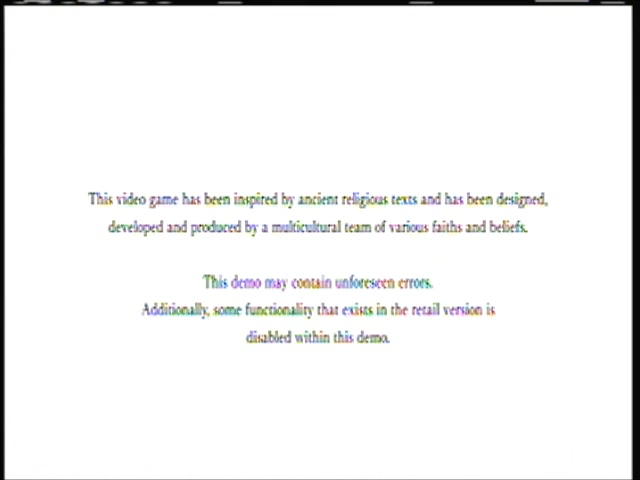 This video game has been inspired by ancient religious texts and has been designed,
developed and produced by a multicultural team of various faiths and beliefs.
This demo may contain unforeseen errors.
Additionally, some functionality that exists in the retail version is
disabled within this demo.